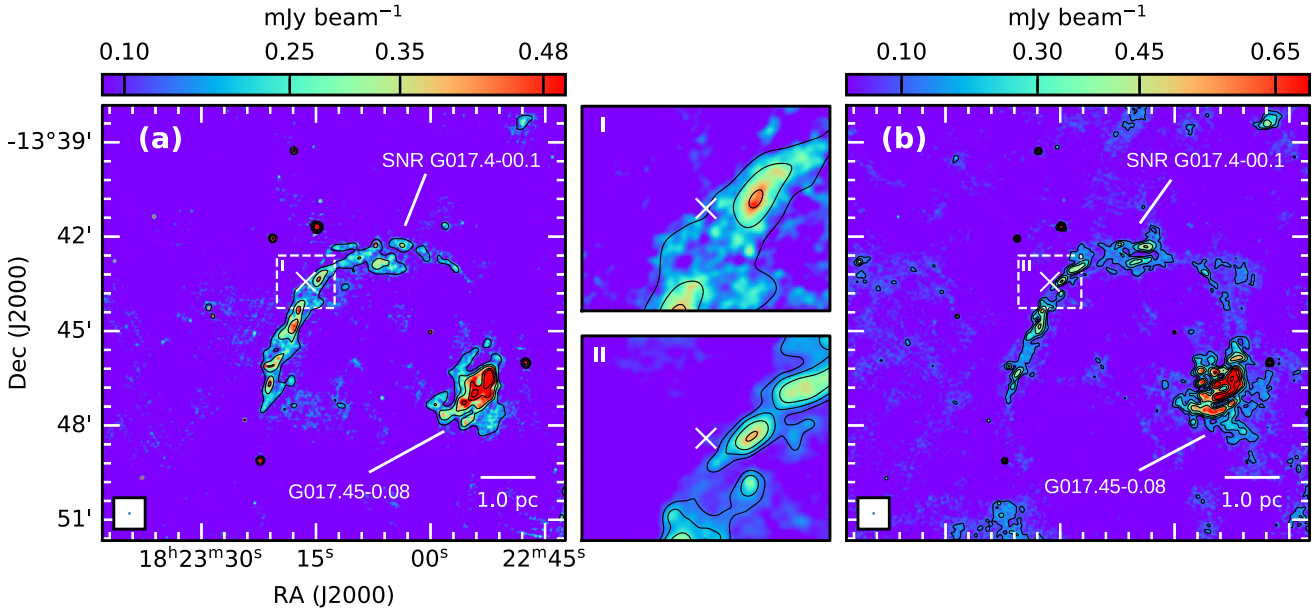 mJy beam⁻¹
0.10 0.25 0.35 0.48
(a)
SNR G017.4-00.1
I
G017.45-0.08
1.0 pc
-13°39'
42'
45'
48'
51'
Dec (J2000)
18ʰ23ᵐ30ˢ 15ˢ 00ˢ 22ᵐ45ˢ
RA (J2000)
I
II
mJy beam⁻¹
0.10 0.30 0.45 0.65
(b)
SNR G017.4-00.1
II
G017.45-0.08
1.0 pc